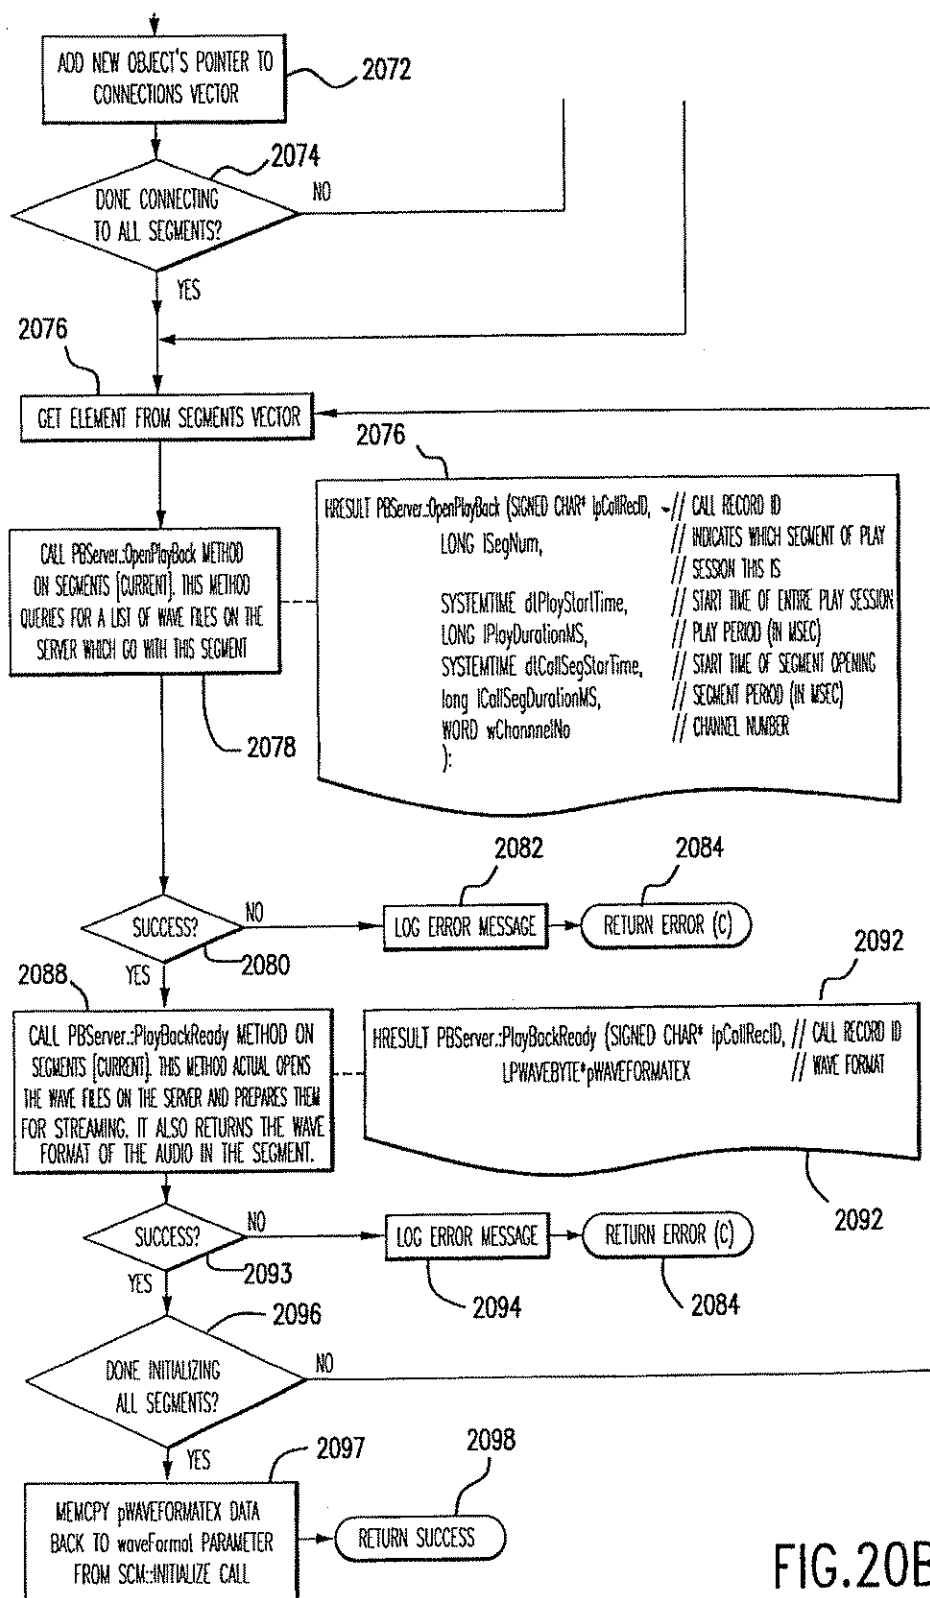 ADD NEW OBJECT'S POINTER TO
CONNECTIONS VECTOR
2072
2074
DONE CONNECTING
TO ALL SEGMENTS?
NO
YES
2076
GET ELEMENT FROM SEGMENTS VECTOR
2076
HRESULT PBServer::OpenPlayBack (SIGNED CHAR* lpCallRecID, // CALL RECORD ID
LONG lSegNum, // INDICATES WHICH SEGMENT OF PLAY
// SESSION THIS IS
SYSTEMTIME dtPlayStartTime, // START TIME OF ENTIRE PLAY SESSION
LONG lPlayDurationMS, // PLAY PERIOD (IN MSEC)
SYSTEMTIME dtCallSegStarTime, // START TIME OF SEGMENT OPENING
long lCallSegDurationMS, // SEGMENT PERIOD (IN MSEC)
WORD wChannnelNo // CHANNEL NUMBER
):
CALL PBServer::OpenPlayBack METHOD
ON SEGMENTS [CURRENT]. THIS METHOD
QUERIES FOR A LIST OF WAVE FILES ON THE
SERVER WHICH GO WITH THIS SEGMENT
2078
SUCCESS?
NO
2080
YES
2082
LOG ERROR MESSAGE
2084
RETURN ERROR (C)
2088
CALL PBServer::PlayBackReady METHOD ON
SEGMENTS [CURRENT]. THIS METHOD ACTUAL OPENS
THE WAVE FILES ON THE SERVER AND PREPARES THEM
FOR STREAMING. IT ALSO RETURNS THE WAVE
FORMAT OF THE AUDIO IN THE SEGMENT.
2092
HRESULT PBServer::PlayBackReady (SIGNED CHAR* ipCallRecID, // CALL RECORD ID
LPWAVEBYTE*pWAVEFORMATEX // WAVE FORMAT
2092
SUCCESS?
NO
2093
YES
LOG ERROR MESSAGE
2094
RETURN ERROR (C)
2084
2096
DONE INITIALIZING
ALL SEGMENTS?
NO
YES
2097
MEMCPY pWAVEFORMATEX DATA
BACK TO waveFormat PARAMETER
FROM SCM::INITIALIZE CALL
2098
RETURN SUCCESS
FIG.20B